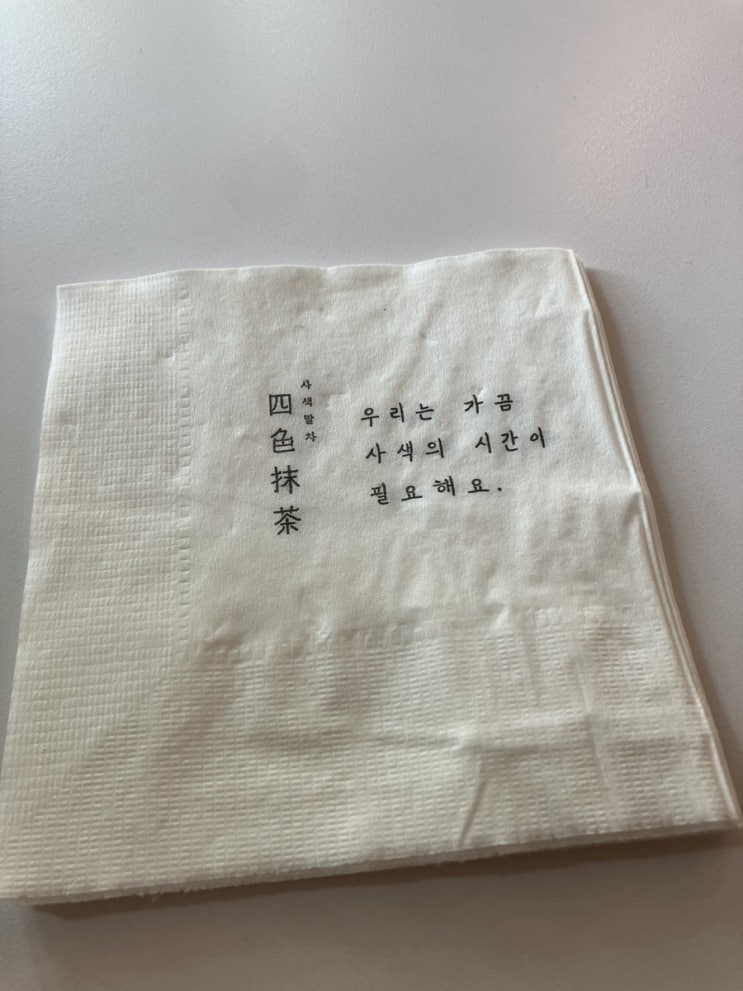 四色抹茶
사색말차
우리는 가끔
사색의 시간이
필요해요.